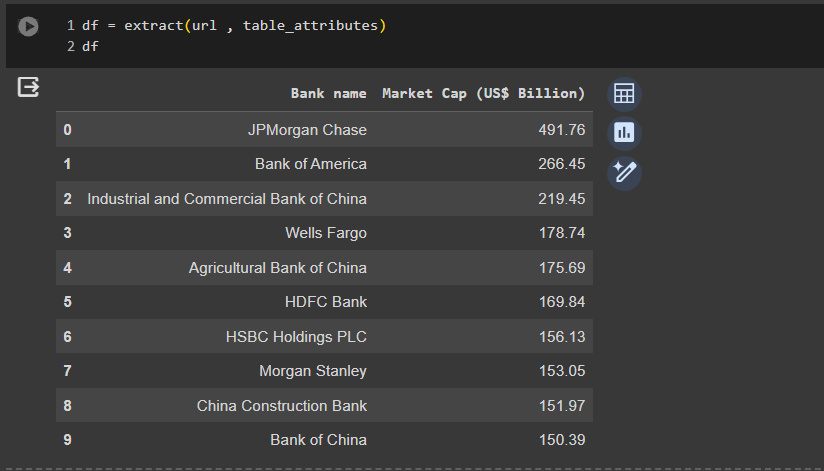 1 df = extract(url , table_attributes)
2 df
Bank name Market Cap (US$ Billion)
0 JPMorgan Chase 491.76
1 Bank of America 266.45
2 Industrial and Commercial Bank of China 219.45
3 Wells Fargo 178.74
4 Agricultural Bank of China 175.69
5 HDFC Bank 169.84
6 HSBC Holdings PLC 156.13
7 Morgan Stanley 153.05
8 China Construction Bank 151.97
9 Bank of China 150.39